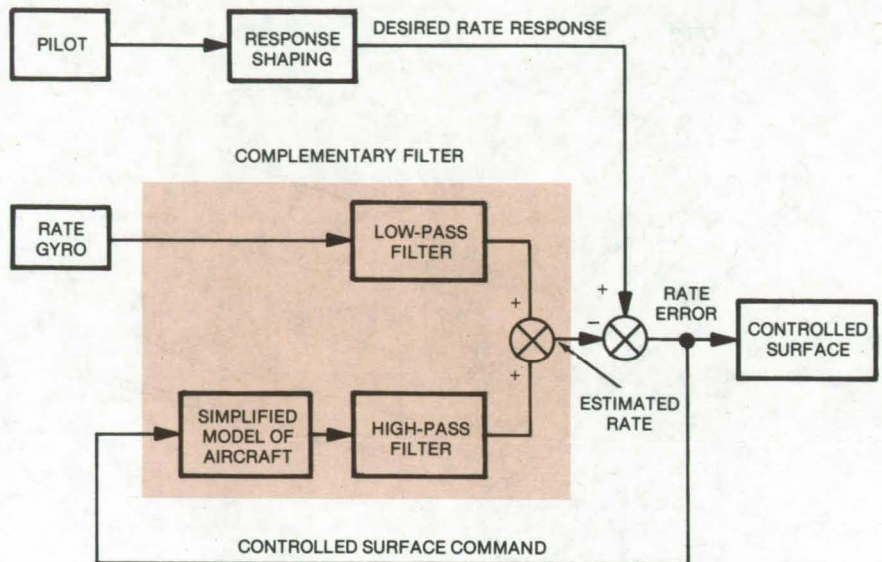 PILOT
RESPONSE
SHAPING
DESIRED RATE RESPONSE
COMPLEMENTARY FILTER
RATE
GYRO
LOW-PASS
FILTER
+
+
+
−
RATE
ERROR
CONTROLLED
SURFACE
ESTIMATED
RATE
SIMPLIFIED
MODEL OF
AIRCRAFT
HIGH-PASS
FILTER
CONTROLLED SURFACE COMMAND